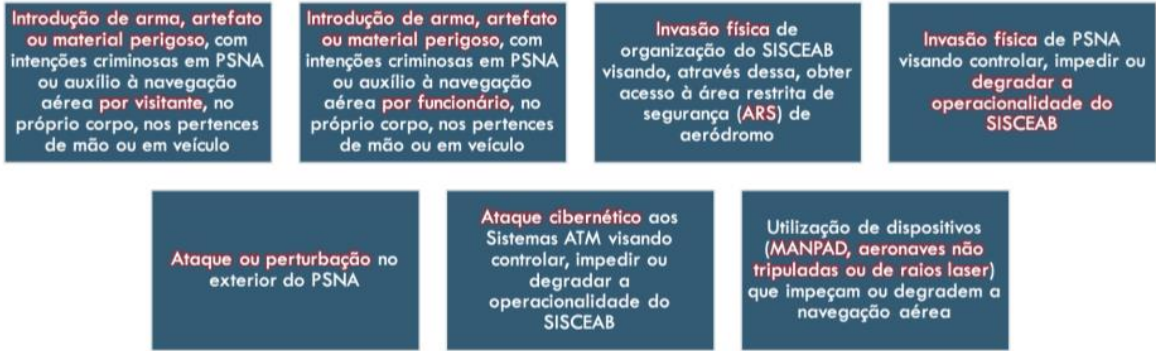 Introdução de arma, artefato
ou material perigoso, com
intenções criminosas em PSNA
ou auxílio à navegação
aérea por visitante, no
próprio corpo, nos pertences
de mão ou em veículo
Introdução de arma, artefato
ou material perigoso, com
intenções criminosas em PSNA
ou auxílio à navegação
aérea por funcionário, no
próprio corpo, nos pertences
de mão ou em veículo
Invasão física de
organização do SISCEAB
visando, através dessa, obter
acesso à área restrita de
segurança (ARS) de
aeródromo
Invasão física de PSNA
visando controlar, impedir ou
degradar a
operacionalidade do
SISCEAB
Ataque ou perturbação no
exterior do PSNA
Ataque cibernético aos
Sistemas ATM visando
controlar, impedir ou
degradar a
operacionalidade do
SISCEAB
Utilização de dispositivos
(MANPAD, aeronaves não
tripuladas ou de raios laser)
que impeçam ou degradem a
navegação aérea